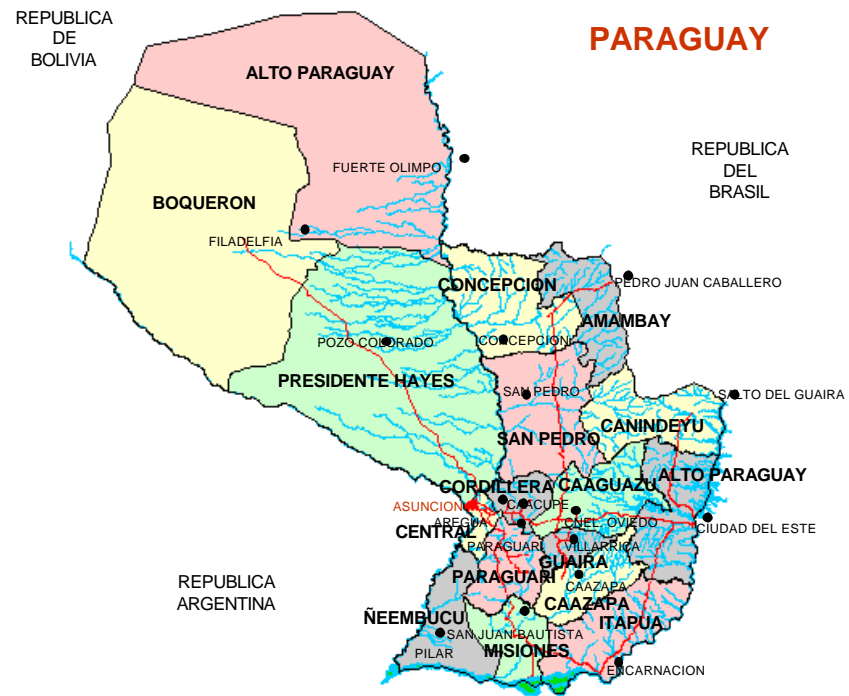 REPUBLICA
DE
BOLIVIA
PARAGUAY
ALTO PARAGUAY
REPUBLICA
DEL
BRASIL
FUERTE OLIMPO
BOQUERON
FILADELFIA
CONCEPCION
PEDRO JUAN CABALLERO
AMAMBAY
POZO COLORADO
CONCEPCION
PRESIDENTE HAYES
SAN PEDRO
SALTO DEL GUAIRA
CANINDEYU
SAN PEDRO
ALTO PARAGUAY
CORDILLERA
CAAGUAZU
ASUNCION
CAACUPE
AREGUA
CNEL. OVIEDO
CIUDAD DEL ESTE
CENTRAL
PARAGUARI
VILLARRICA
GUAIRA
PARAGUARI
REPUBLICA
ARGENTINA
CAAZAPA
CAAZAPA
ÑEEMBUCU
ITAPUA
SAN JUAN BAUTISTA
PILAR
MISIONES
ENCARNACION